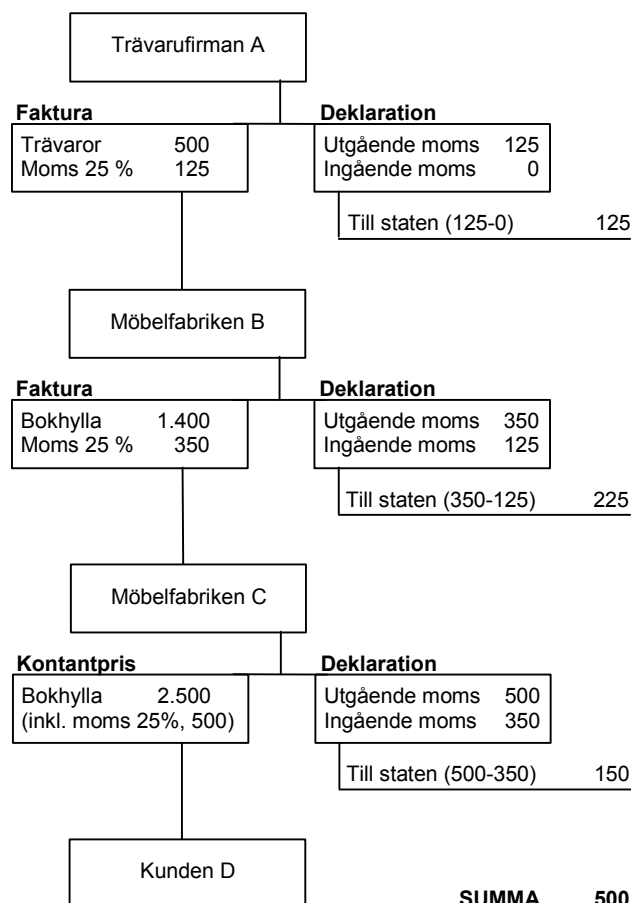 Trävarufirman A
Faktura
Trävaror 500
Moms 25 % 125
Deklaration
Utgående moms 125
Ingående moms 0
Till staten (125-0) 125
Möbelfabriken B
Faktura
Bokhylla 1.400
Moms 25 % 350
Deklaration
Utgående moms 350
Ingående moms 125
Till staten (350-125) 225
Möbelfabriken C
Kontantpris
Bokhylla 2.500
(inkl. moms 25%, 500)
Deklaration
Utgående moms 500
Ingående moms 350
Till staten (500-350) 150
Kunden D
SUMMA 500